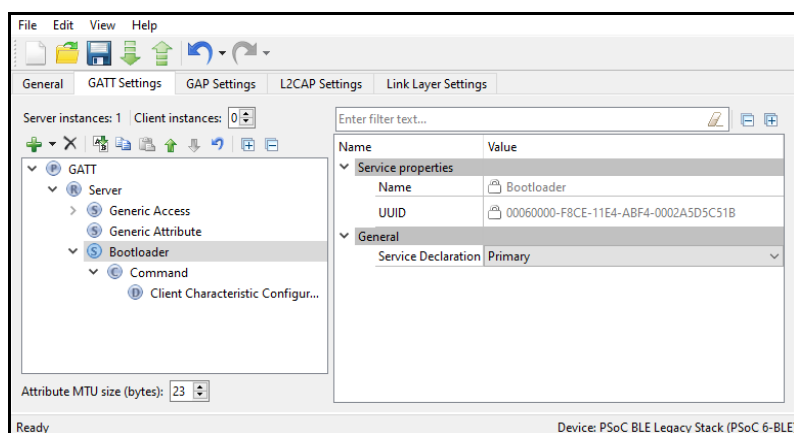 File Edit View Help
General GATT Settings GAP Settings L2CAP Settings Link Layer Settings
Server instances: 1 Client instances: 0
Enter filter text...
Name Value
GATT
Service properties
Server
Name Bootloader
Generic Access
UUID 00060000-F8CE-11E4-ABF4-0002A5D5C51B
Generic Attribute
General
Bootloader
Service Declaration Primary
Command
Client Characteristic Configur...
Attribute MTU size (bytes): 23
Ready Device: PSoC BLE Legacy Stack (PSoC 6-BLE